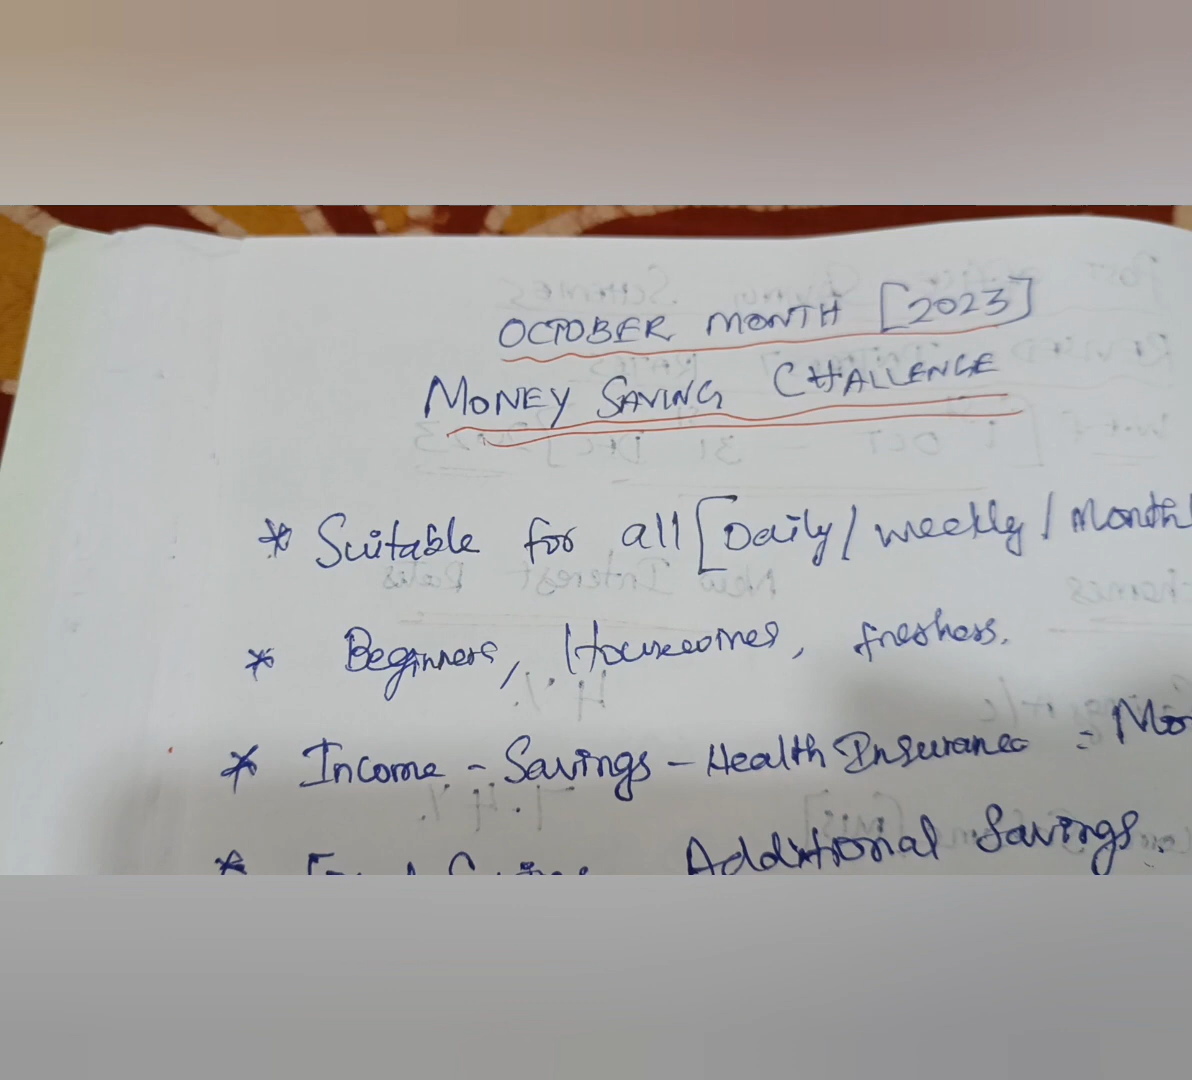 OCTOBER MONTH [2023]
MONEY SAVING CHALLENGE
* Suitable for all [Daily / weekly / Month
* Beginners, Housewives, freshers.
* Income - Savings - Health Insurance =
* Additional Savings.